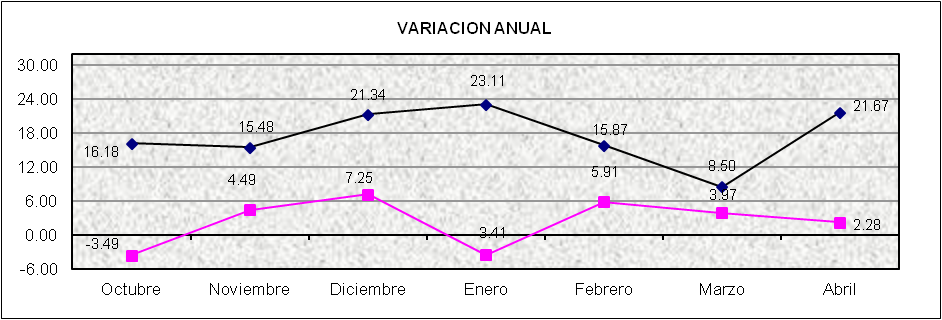 VARIACION ANUAL
30.00
24.00
18.00
12.00
6.00
0.00
-6.00
16.18
15.48
21.34
23.11
15.87
8.60
21.67
-3.49
4.49
7.25
-3.41
5.91
3.97
2.28
Octubre
Noviembre
Diciembre
Enero
Febrero
Marzo
Abril